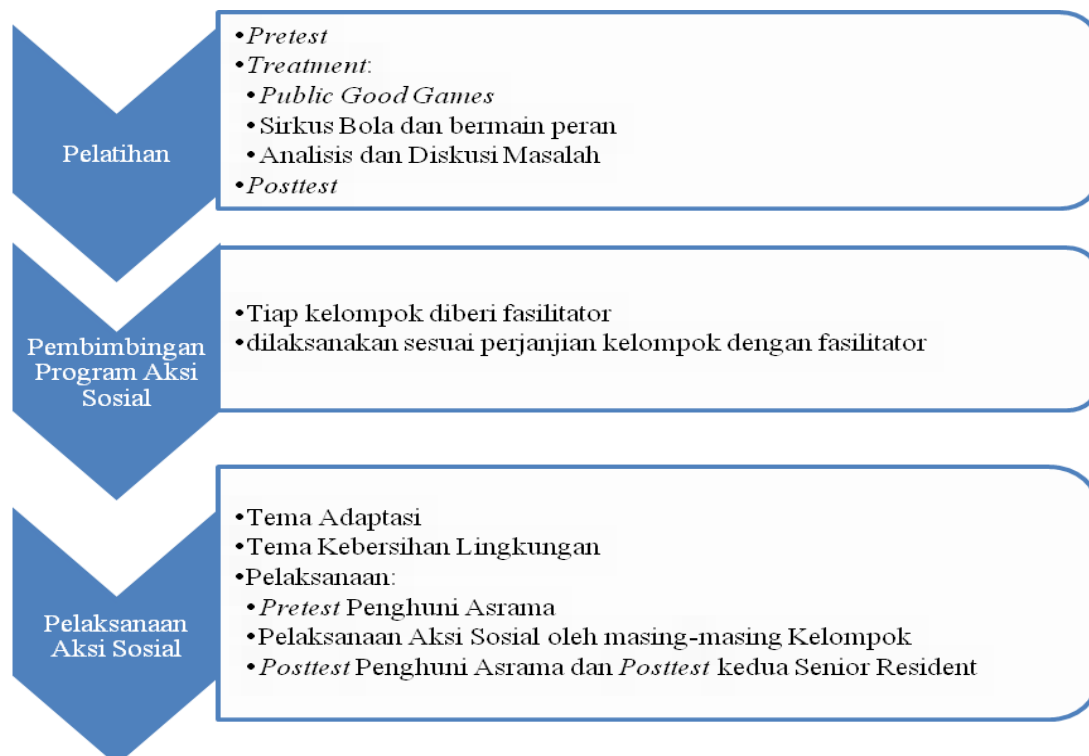 Pelatihan
•Pretest
•Treatment:
•Public Good Games
•Sirkus Bola dan bermain peran
•Analisis dan Diskusi Masalah
•Posttest
Pembimbingan
Program Aksi
Sosial
•Tiap kelompok diberi fasilitator
•dilaksanakan sesuai perjanjian kelompok dengan fasilitator
Pelaksanaan
Aksi Sosial
•Tema Adaptasi
•Tema Kebersihan Lingkungan
•Pelaksanaan:
•Pretest Penghuni Asrama
•Pelaksanaan Aksi Sosial oleh masing-masing Kelompok
•Posttest Penghuni Asrama dan Posttest kedua Senior Resident